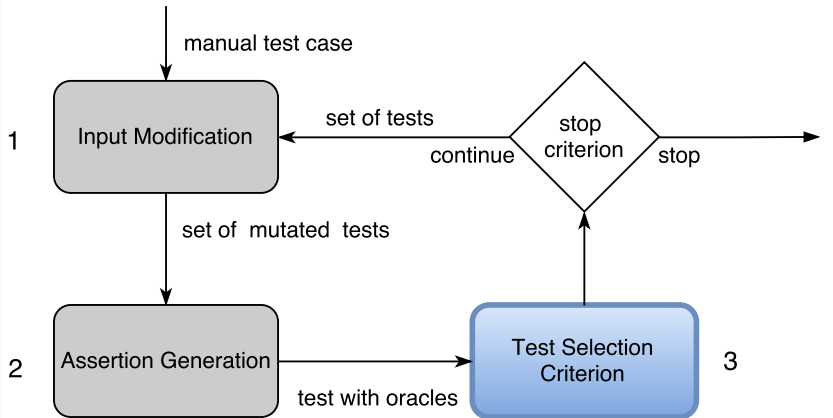 manual test case
1
Input Modification
set of tests
continue
stop
criterion
stop
set of mutated tests
2
Assertion Generation
test with oracles
Test Selection
Criterion
3